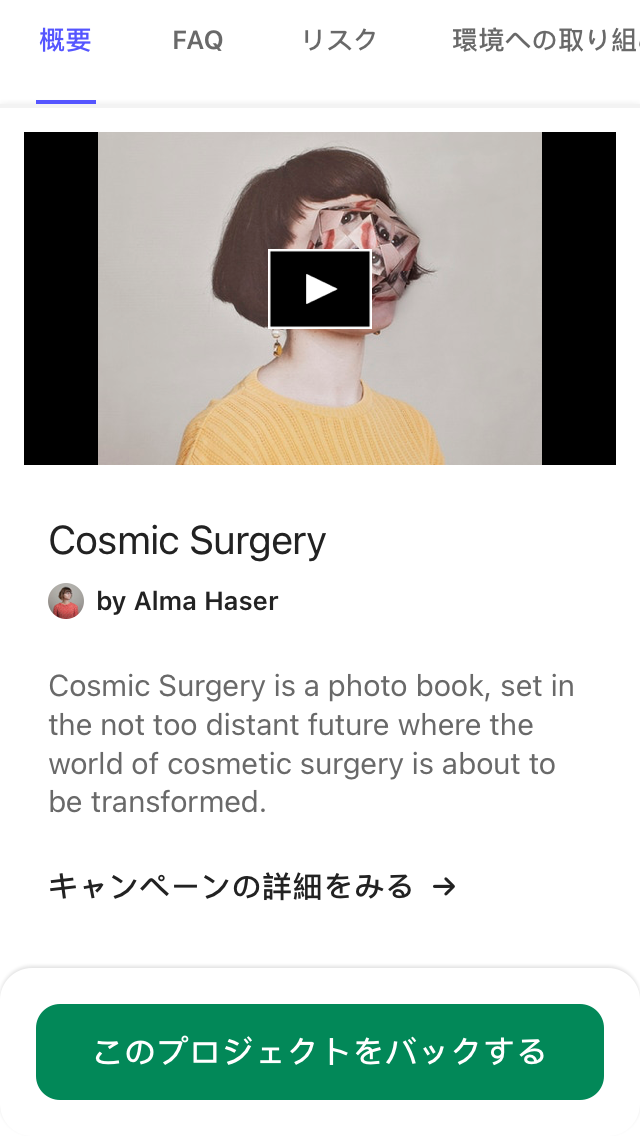 概要 FAQ リスク 環境への取り組
Cosmic Surgery
by Alma Haser
Cosmic Surgery is a photo book, set in
the not too distant future where the
world of cosmetic surgery is about to
be transformed.
キャンペーンの詳細をみる →
このプロジェクトをバックする